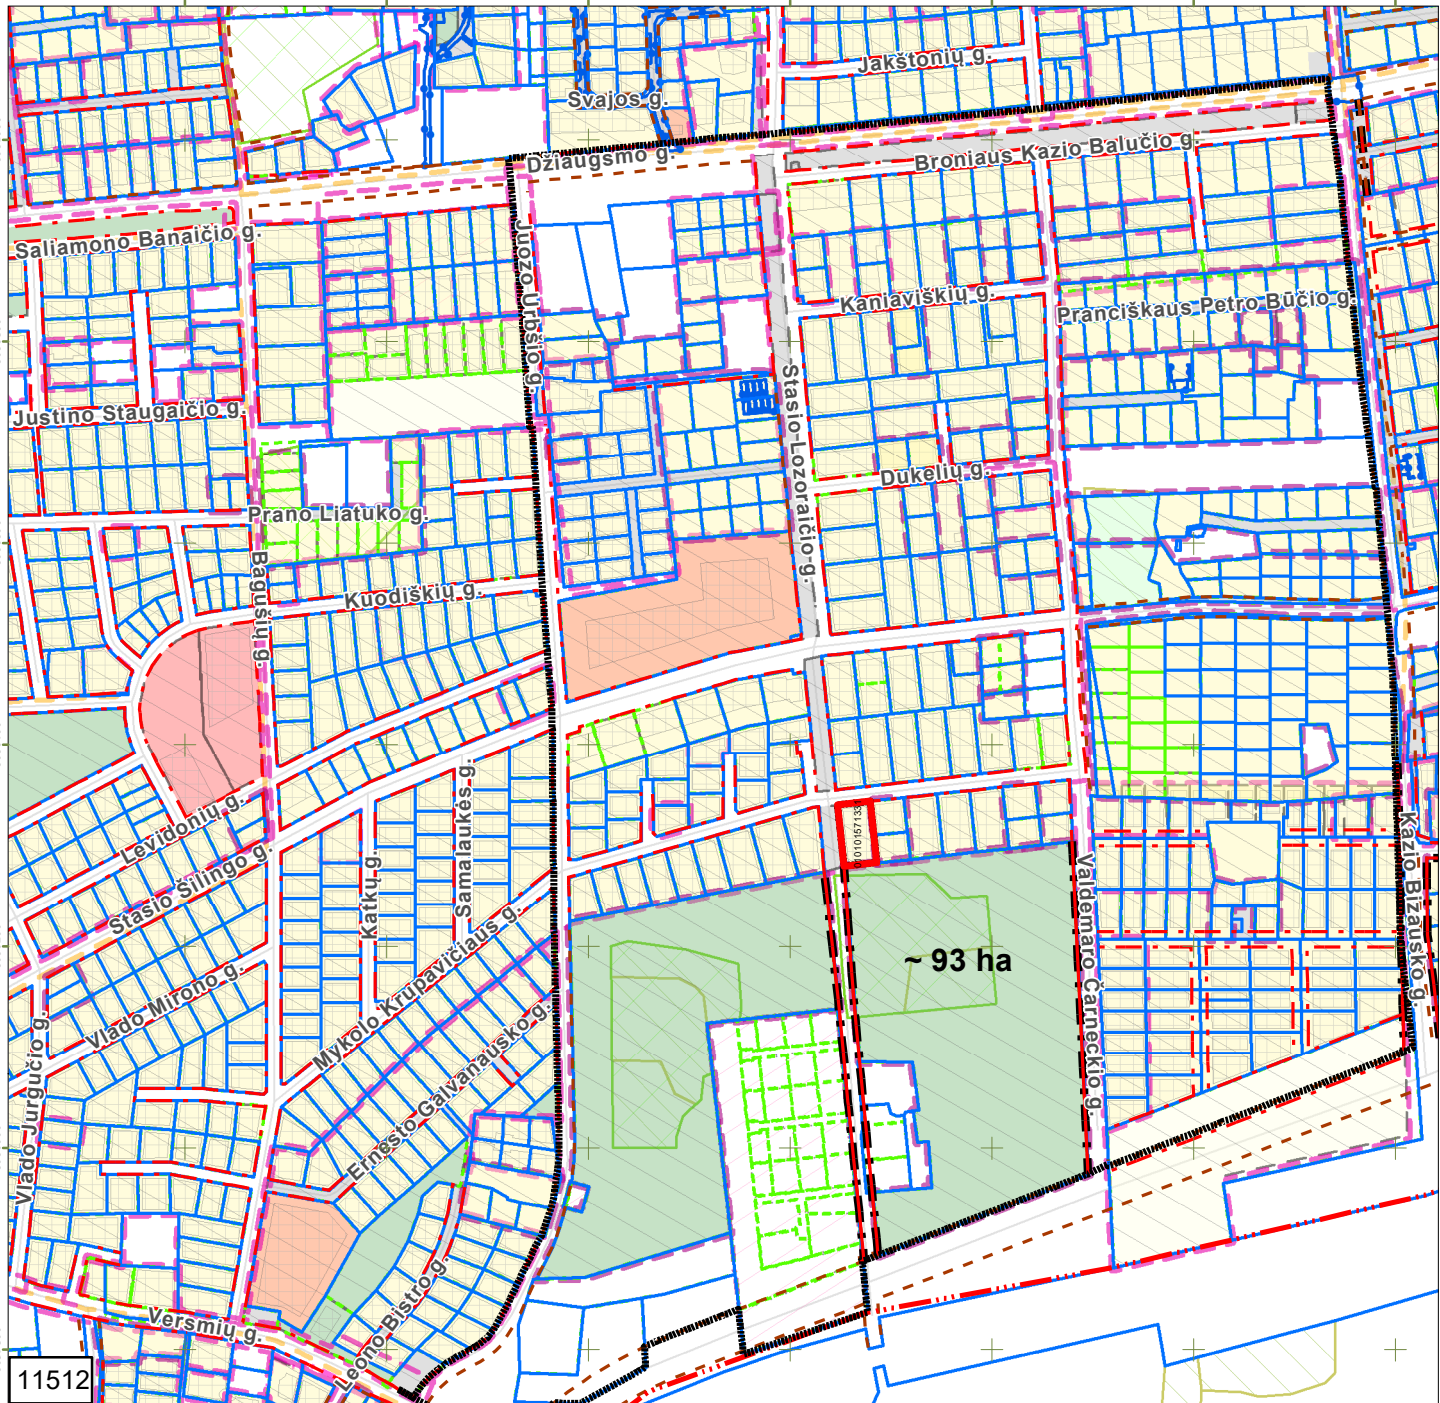 Jakštonių g.
Svajos g.
Džiaugsmo g.
Broniaus Kazio Balučio g.
Saliamono Banaičio g.
Juozo Urbšio g.
Kaniaviškių g.
Pranciškaus Petro Būčio g.
Justino Staugaičio g.
Stasio Lozoraičio g.
Dukelių g.
Prano Liatuko g.
Bagušių g.
Kuodiškių g.
Levidonių g.
Stasio Šilingo g.
Samalaukės g.
Katkų g.
010157133
Kazio Bizausko g.
Valdemaro Čarneckio g.
Mykolo Krupavičiaus g.
~ 93 ha
Vlado Mirono g.
Vlado Jurgučio g.
Ernesto Galvanausko g.
Leono Bistro g.
Versmių g.
11512